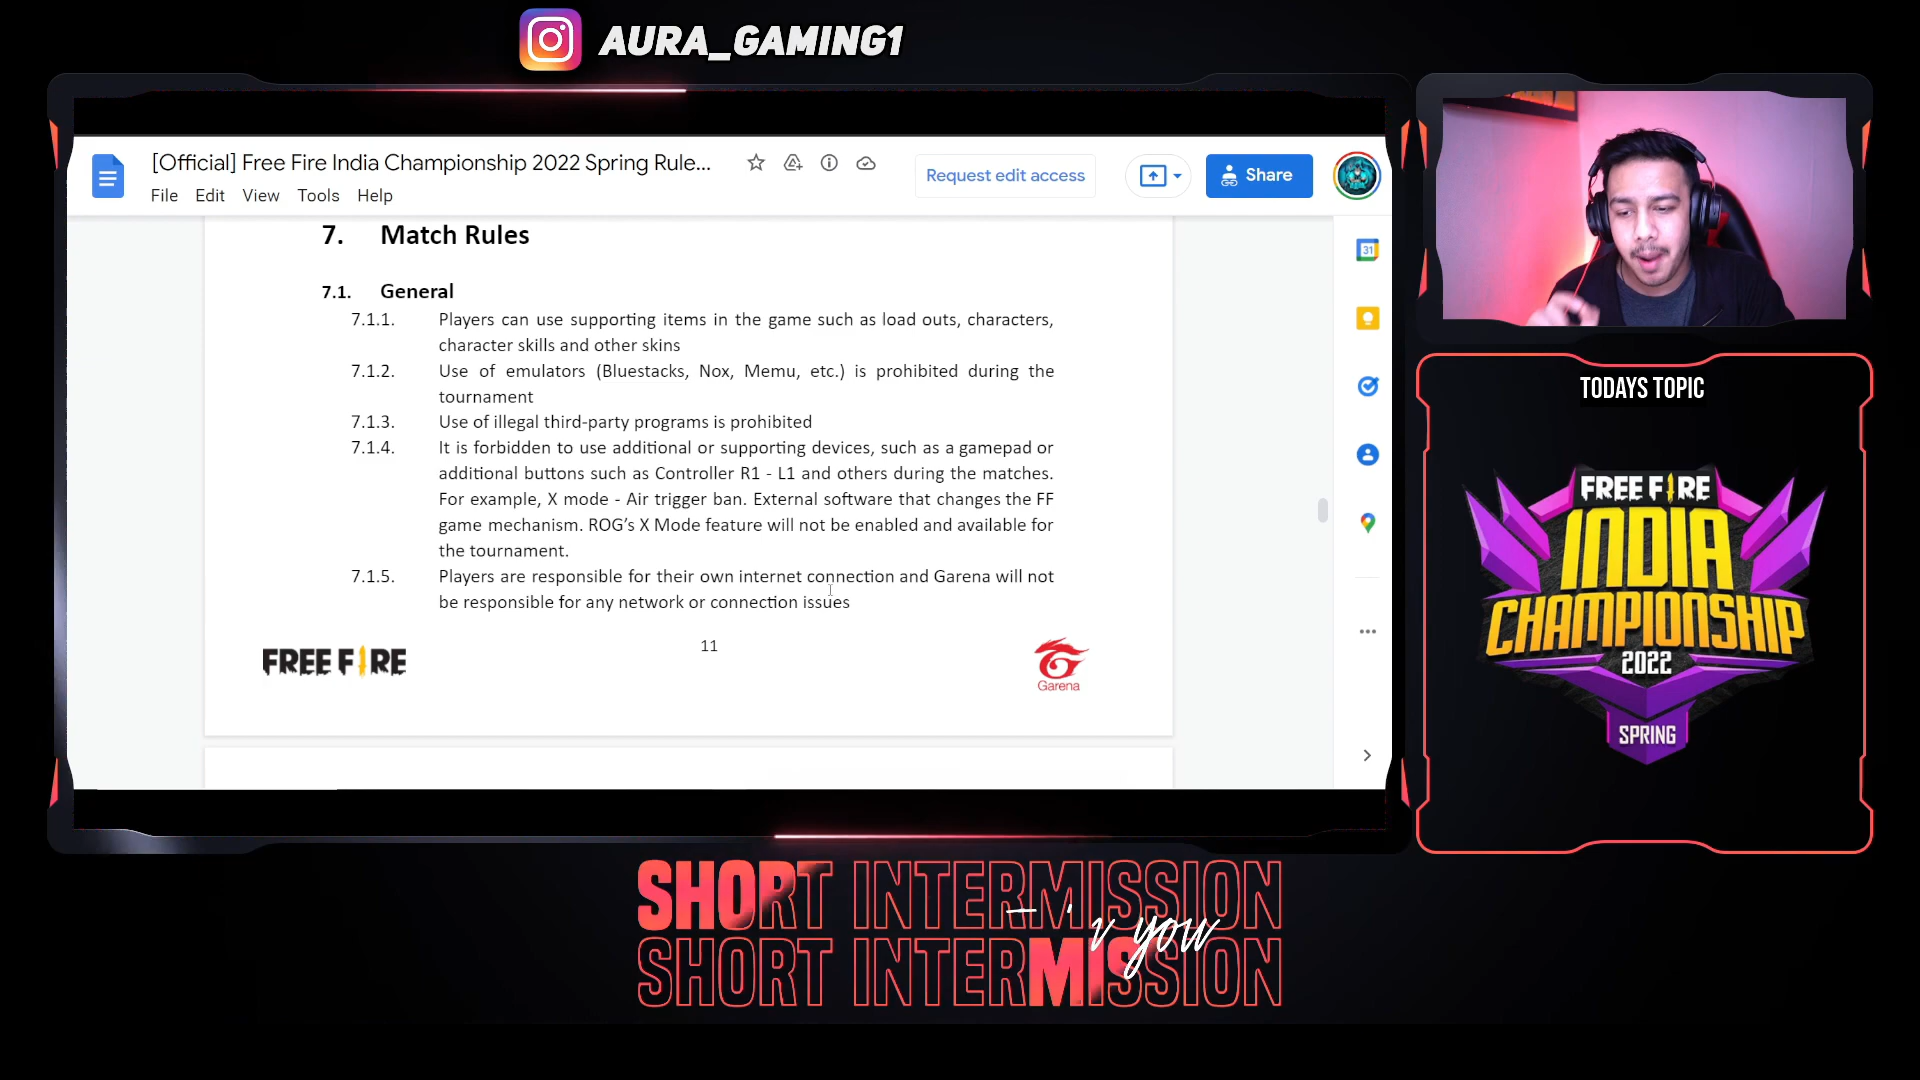 AURA_GAMING1
[Official] Free Fire India Championship 2022 Spring Rule...
File Edit View Tools Help
Request edit access
Share
31
7. Match Rules
7.1. General
7.1.1. Players can use supporting items in the game such as load outs, characters,
character skills and other skins
7.1.2. Use of emulators (Bluestacks, Nox, Memu, etc.) is prohibited during the
tournament
7.1.3. Use of illegal third-party programs is prohibited
7.1.4. It is forbidden to use additional or supporting devices, such as a gamepad or
additional buttons such as Controller R1 - L1 and others during the matches.
For example, X mode - Air trigger ban. External software that changes the FF
game mechanism. ROG’s X Mode feature will not be enabled and available for
the tournament.
7.1.5. Players are responsible for their own internet connection and Garena will not
be responsible for any network or connection issues
11
FREE FIRE
Garena
TODAYS TOPIC
FREE FIRE
INDIA
CHAMPIONSHIP
2022
SPRING
SHORT INTERMISSION
you
SHORT INTERMISSION